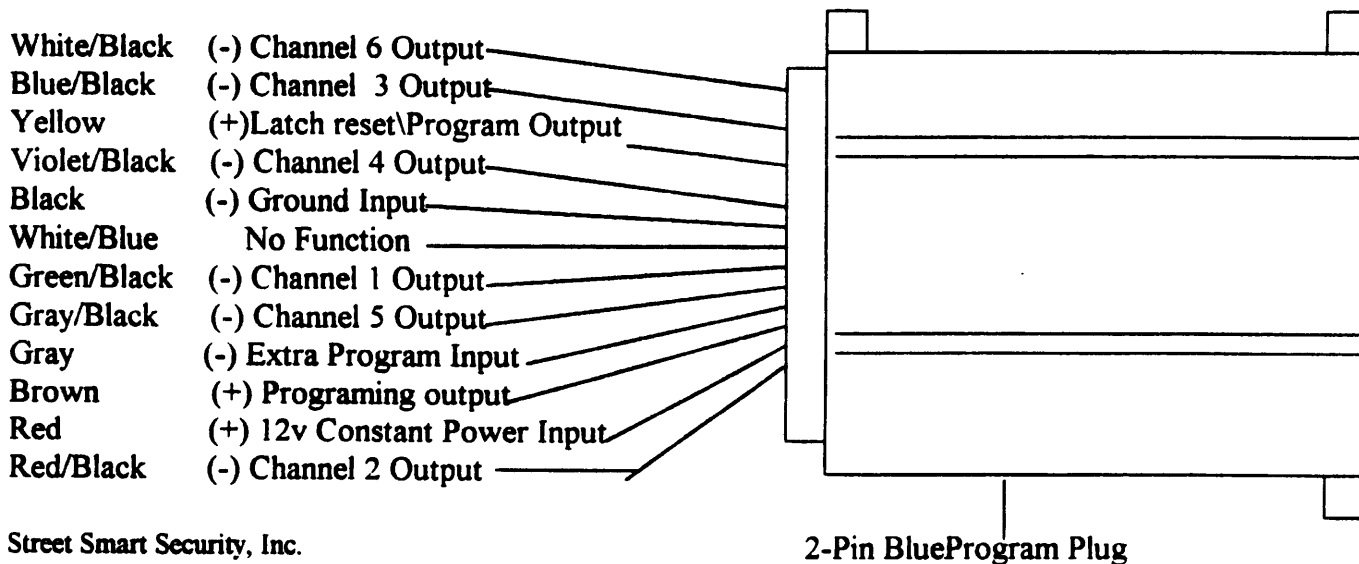 White/Black (-) Channel 6 Output
Blue/Black (-) Channel 3 Output
Yellow (+)Latch reset\Program Output
Violet/Black (-) Channel 4 Output
Black (-) Ground Input
White/Blue No Function
Green/Black (-) Channel 1 Output
Gray/Black (-) Channel 5 Output
Gray (-) Extra Program Input
Brown (+) Programing output
Red (+) 12v Constant Power Input
Red/Black (-) Channel 2 Output
Street Smart Security, Inc.
2-Pin BlueProgram Plug